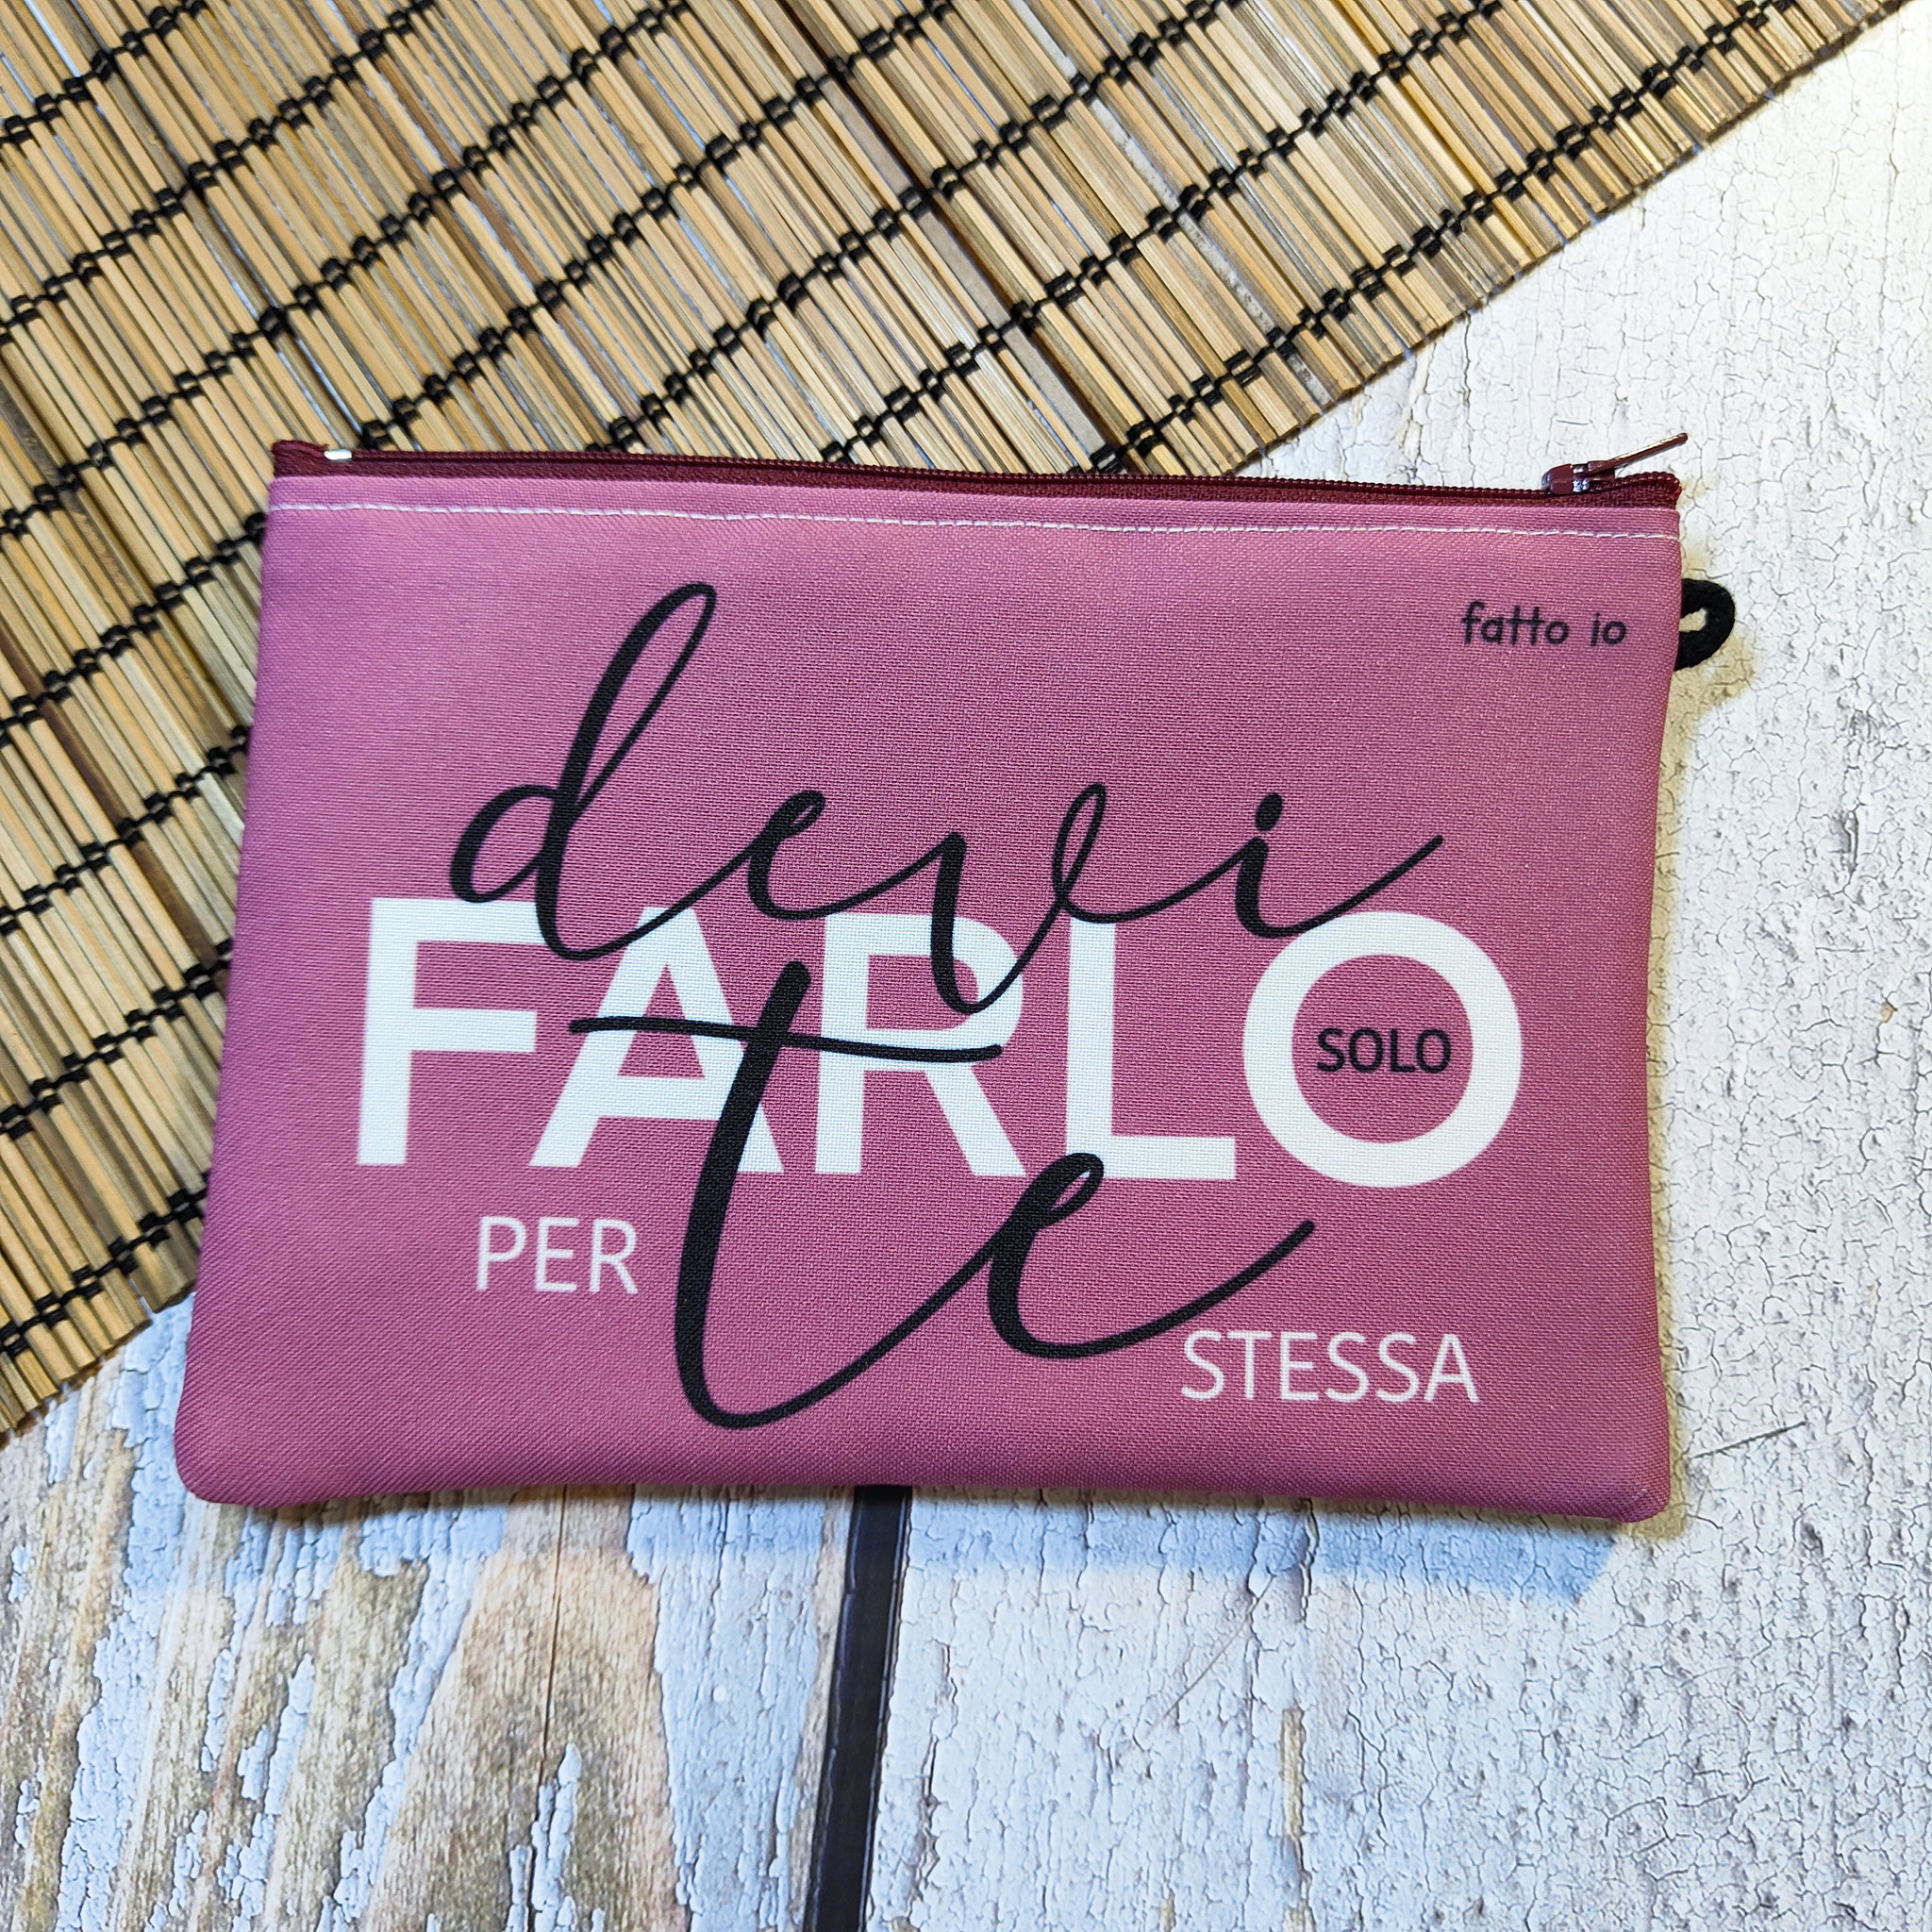 fatto io
devi
FARLO
SOLO
PER te STESSA